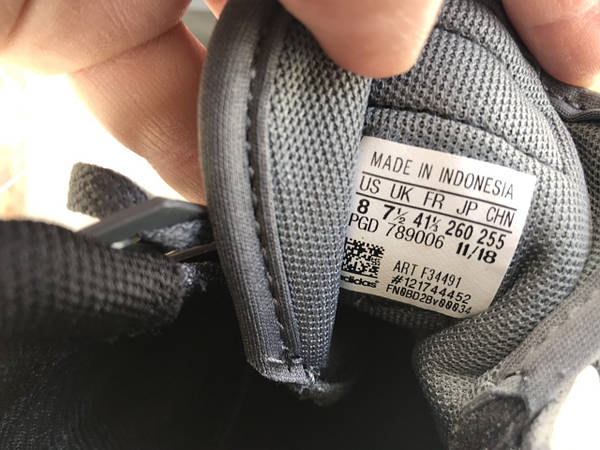 MADE IN INDONESIA
US UK FR JP CHN
8 7½ 41⅓ 260 255
PGD 789006 11/18
ART F34491
#121744452
adidas FN0BD2Bv00034